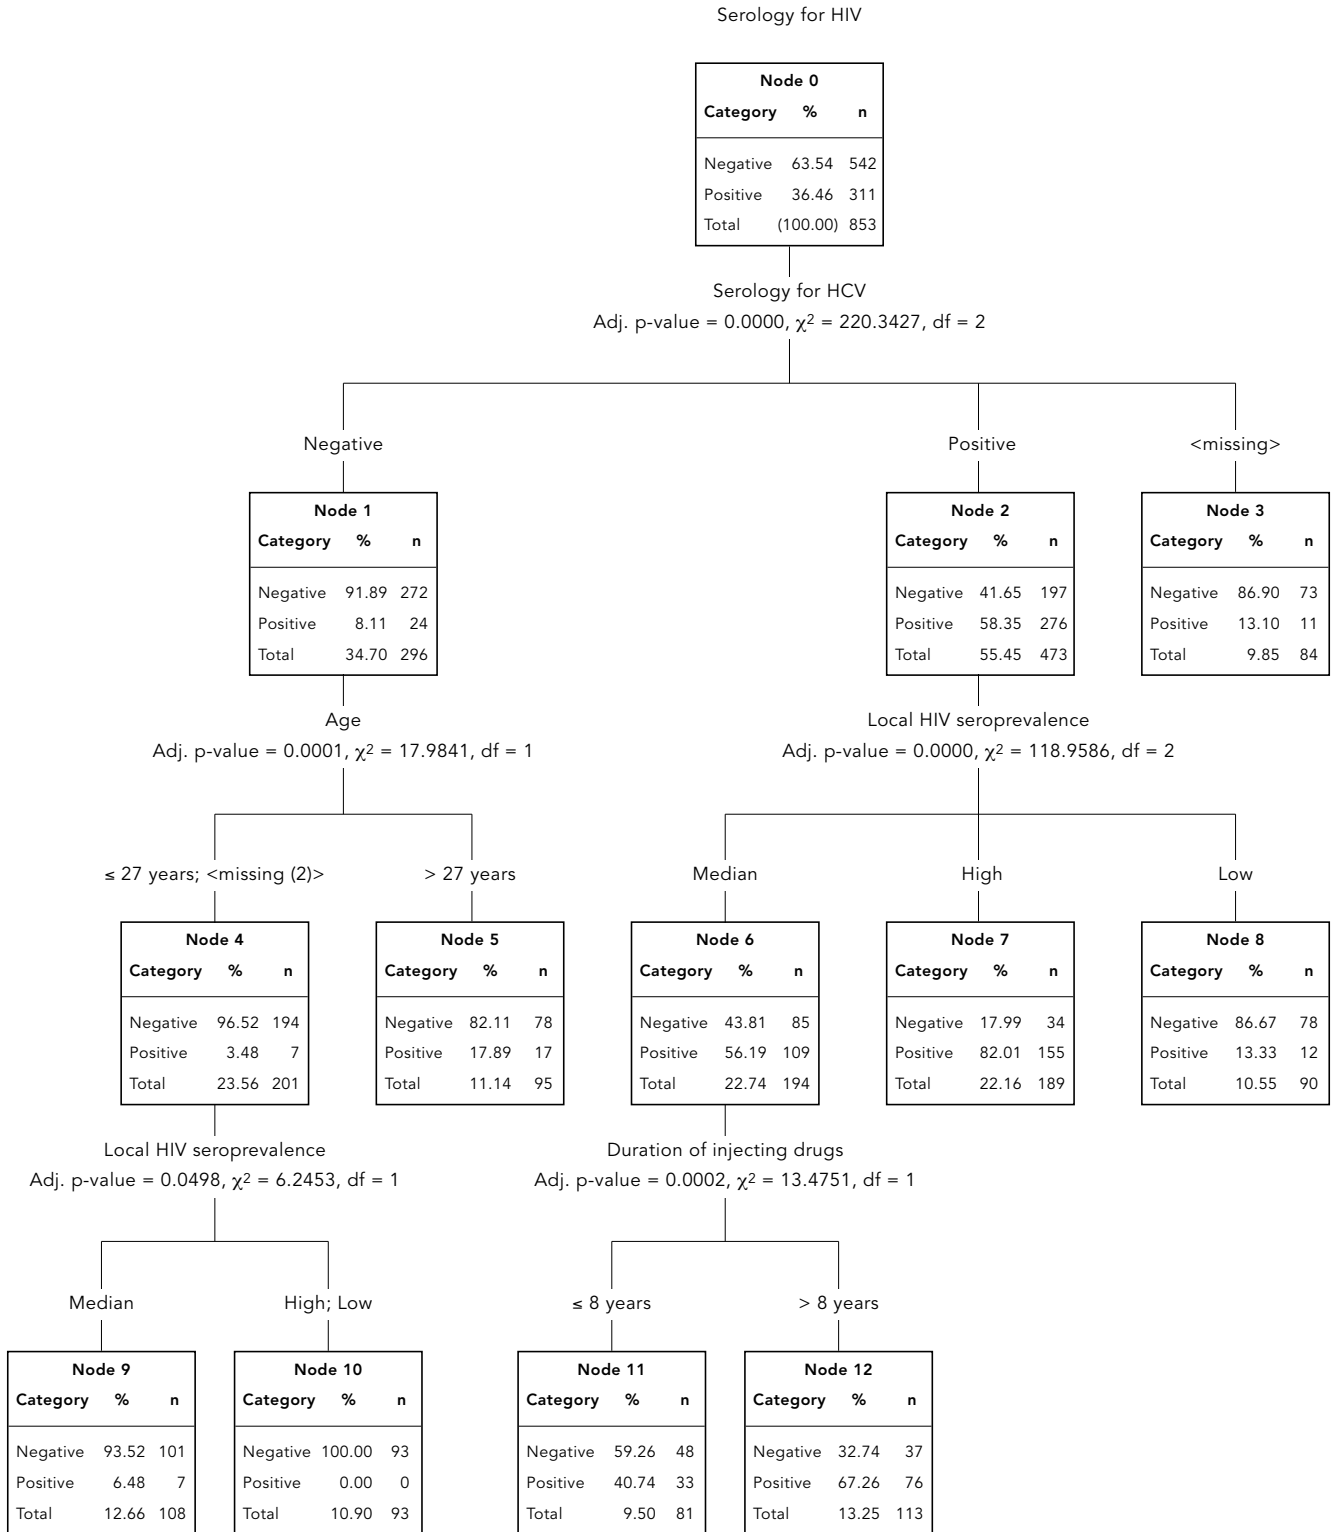 Serology for HIV
Node 0
Category % n
Negative 63.54 542
Positive 36.46 311
Total (100.00) 853
Serology for HCV
Adj. p-value = 0.0000, χ2 = 220.3427, df = 2
Negative
Positive
<missing>
Node 1
Category % n
Negative 91.89 272
Positive 8.11 24
Total 34.70 296
Node 2
Category % n
Negative 41.65 197
Positive 58.35 276
Total 55.45 473
Node 3
Category % n
Negative 86.90 73
Positive 13.10 11
Total 9.85 84
Age
Adj. p-value = 0.0001, χ2 = 17.9841, df = 1
Local HIV seroprevalence
Adj. p-value = 0.0000, χ2 = 118.9586, df = 2
≤ 27 years; <missing (2)>
> 27 years
Median
High
Low
Node 4
Category % n
Negative 96.52 194
Positive 3.48 7
Total 23.56 201
Node 5
Category % n
Negative 82.11 78
Positive 17.89 17
Total 11.14 95
Node 6
Category % n
Negative 43.81 85
Positive 56.19 109
Total 22.74 194
Node 7
Category % n
Negative 17.99 34
Positive 82.01 155
Total 22.16 189
Node 8
Category % n
Negative 86.67 78
Positive 13.33 12
Total 10.55 90
Local HIV seroprevalence
Adj. p-value = 0.0498, χ2 = 6.2453, df = 1
Duration of injecting drugs
Adj. p-value = 0.0002, χ2 = 13.4751, df = 1
Median
High; Low
≤ 8 years
> 8 years
Node 9
Category % n
Negative 93.52 101
Positive 6.48 7
Total 12.66 108
Node 10
Category % n
Negative 100.00 93
Positive 0.00 0
Total 10.90 93
Node 11
Category % n
Negative 59.26 48
Positive 40.74 33
Total 9.50 81
Node 12
Category % n
Negative 32.74 37
Positive 67.26 76
Total 13.25 113